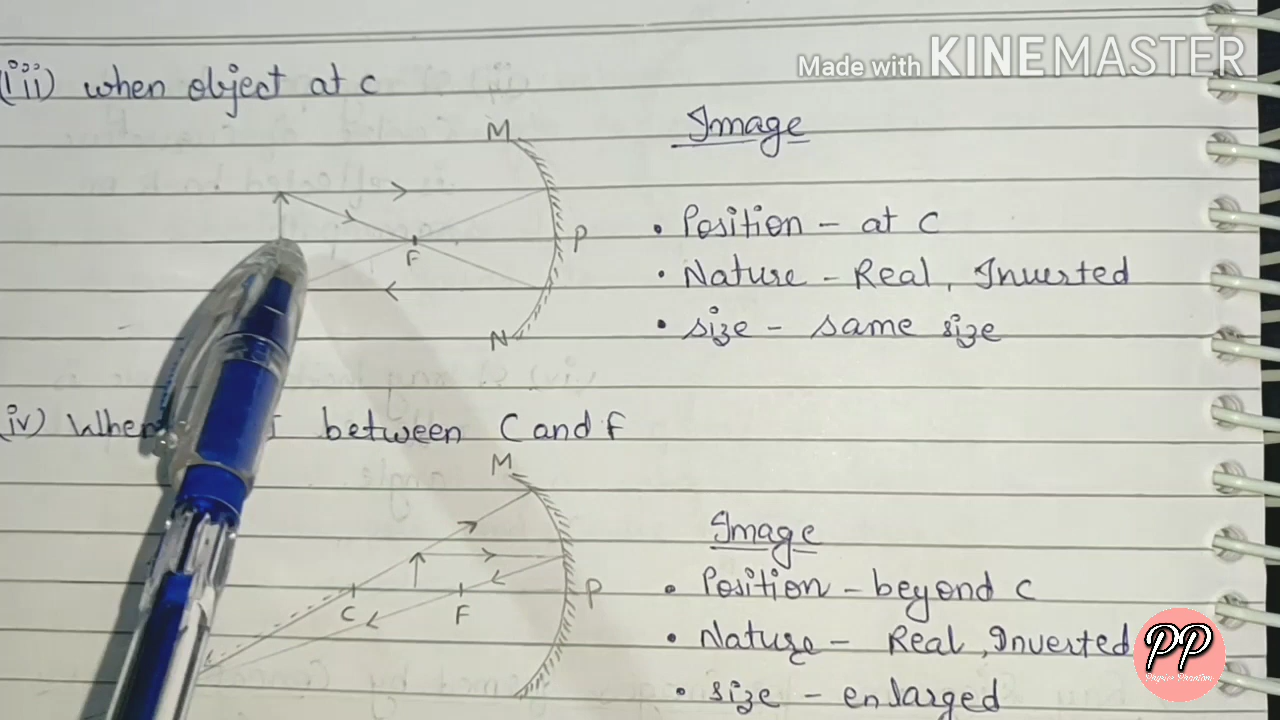 Made with KINEMASTER
(iii) when object at C
Image
M
P
F
N
• Position - at C
• Nature - Real, Inverted
• size - same size
(iv) When between C and F
M
Image
C
F
P
• Position - beyond C
• Nature - Real, Inverted
• size - enlarged
PP